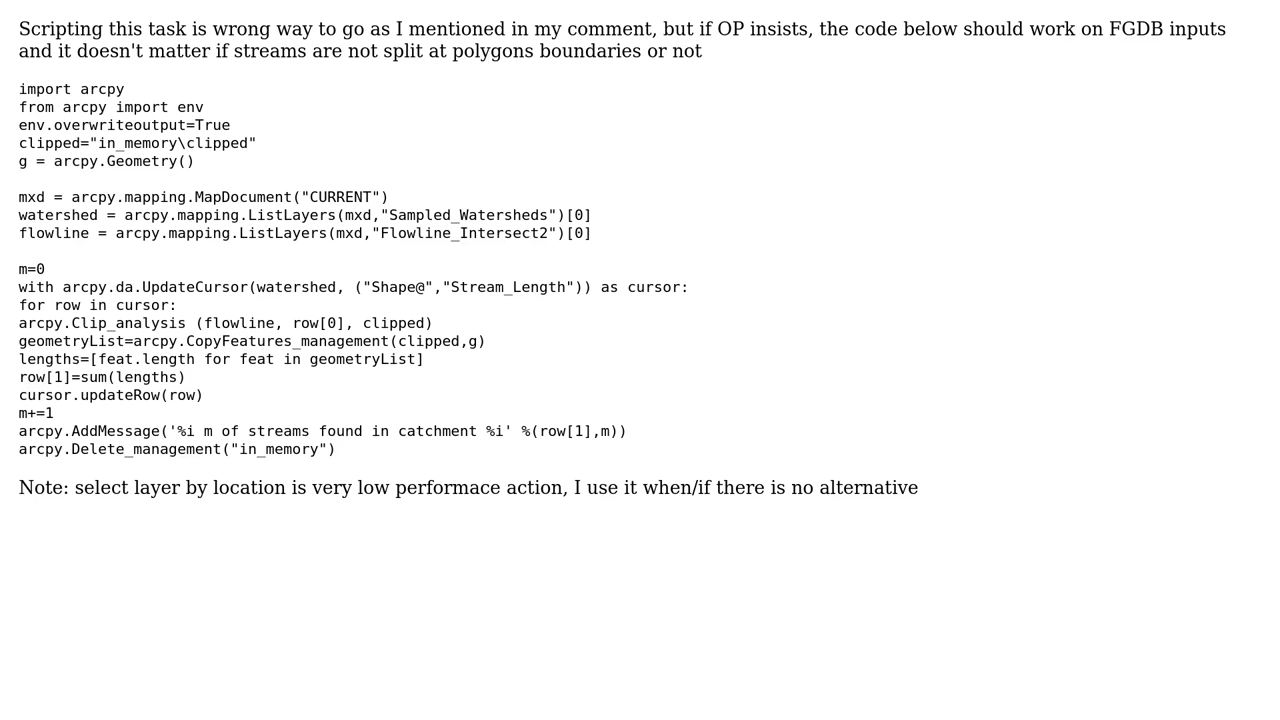 Scripting this task is wrong way to go as I mentioned in my comment, but if OP insists, the code below should work on FGDB inputs
and it doesn't matter if streams are not split at polygons boundaries or not
import arcpy
from arcpy import env
env.overwriteoutput=True
clipped="in_memory\clipped"
g = arcpy.Geometry()
mxd = arcpy.mapping.MapDocument("CURRENT")
watershed = arcpy.mapping.ListLayers(mxd,"Sampled_Watersheds")[0]
flowline = arcpy.mapping.ListLayers(mxd,"Flowline_Intersect2")[0]
m=0
with arcpy.da.UpdateCursor(watershed, ("Shape@","Stream_Length")) as cursor:
for row in cursor:
arcpy.Clip_analysis (flowline, row[0], clipped)
geometryList=arcpy.CopyFeatures_management(clipped,g)
lengths=[feat.length for feat in geometryList]
row[1]=sum(lengths)
cursor.updateRow(row)
m+=1
arcpy.AddMessage('%i m of streams found in catchment %i' %(row[1],m))
arcpy.Delete_management("in_memory")
Note: select layer by location is very low performace action, I use it when/if there is no alternative